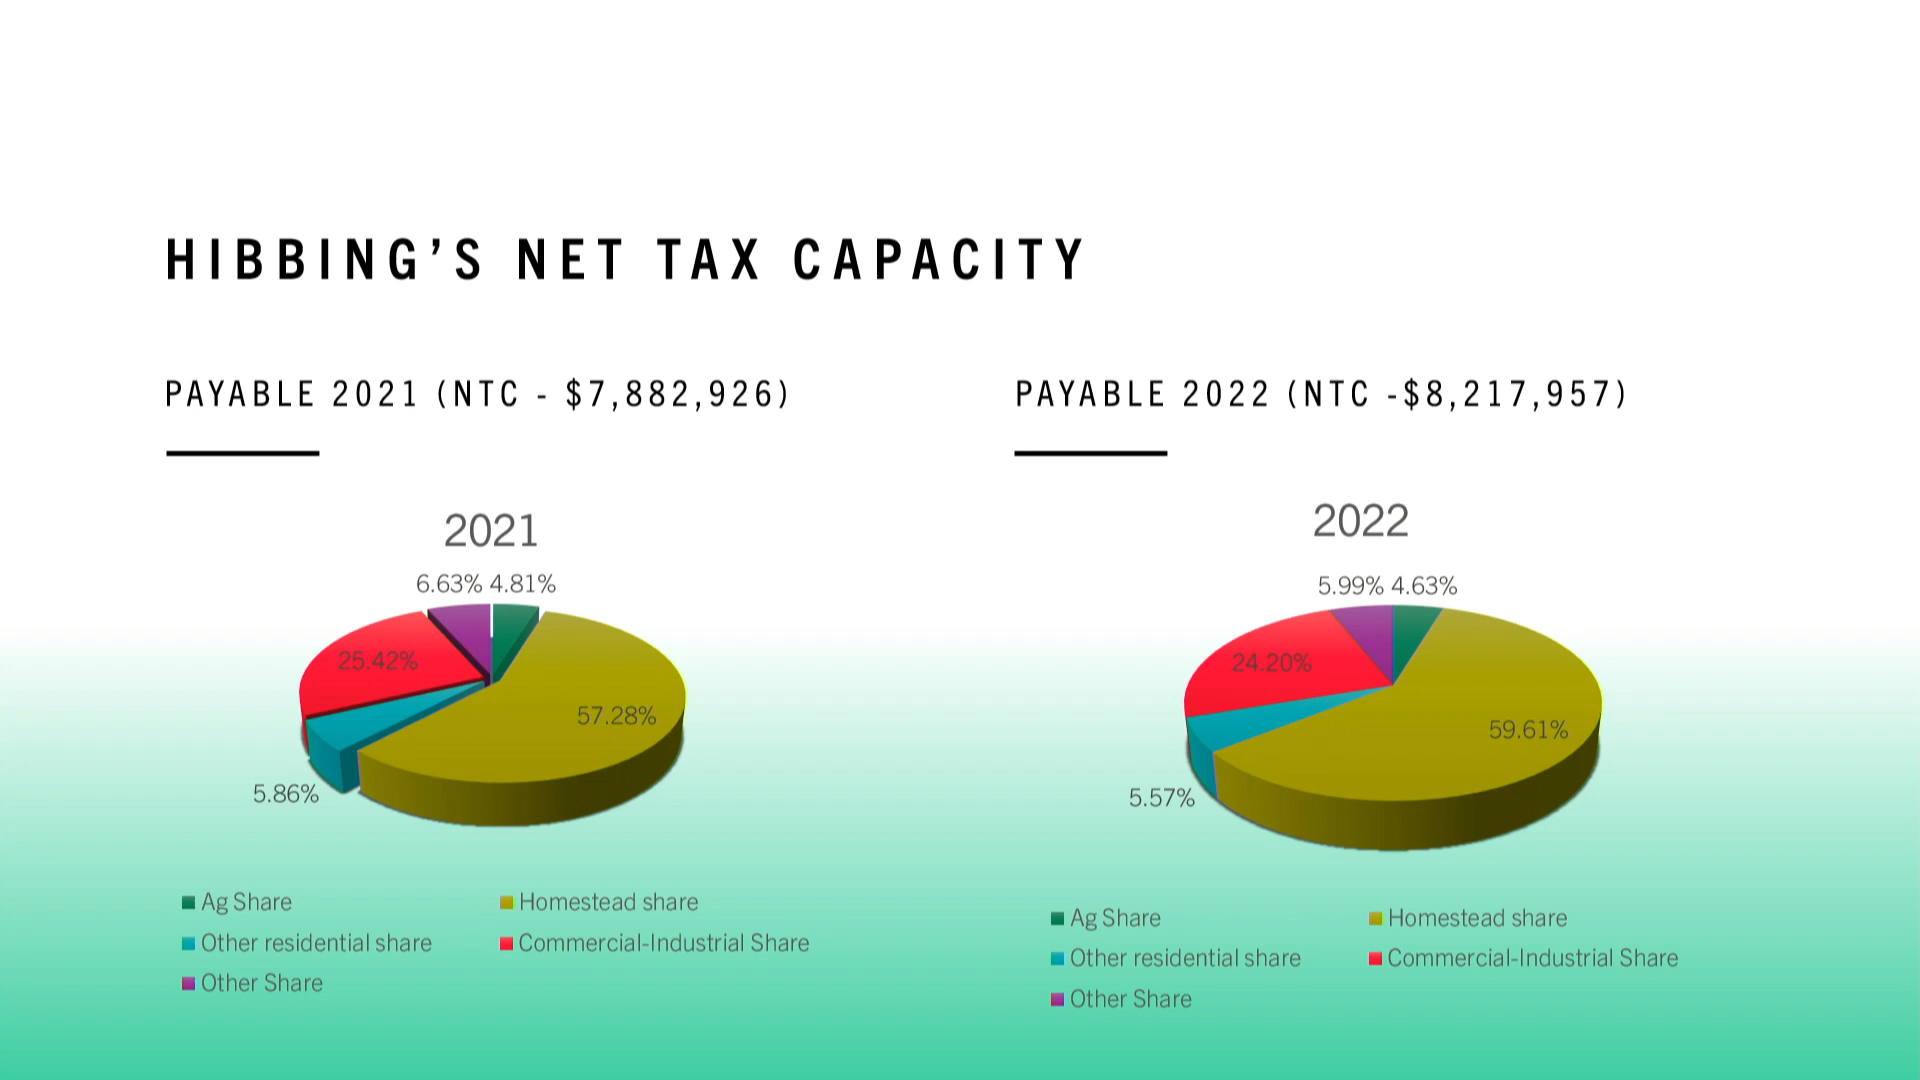 HIBBING’S NET TAX CAPACITY
PAYABLE 2021 (NTC - $7,882,926)
2021
6.63% 4.81%
25.42%
57.28%
5.86%
Ag Share
Homestead share
Other residential share
Commercial-Industrial Share
Other Share
PAYABLE 2022 (NTC -$8,217,957)
2022
5.99% 4.63%
24.20%
59.61%
5.57%
Ag Share
Homestead share
Other residential share
Commercial-Industrial Share
Other Share